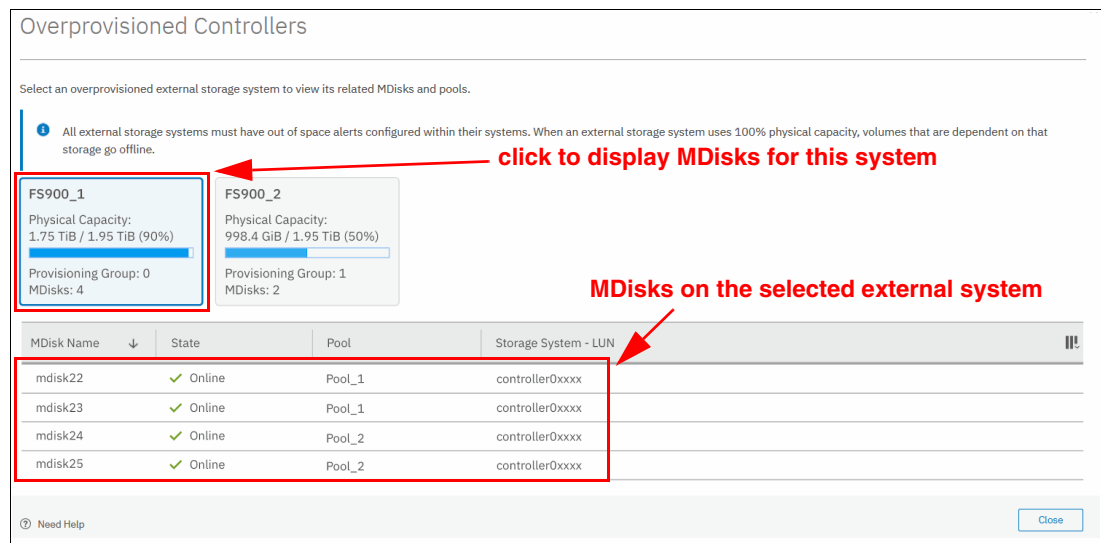 Overprovisioned Controllers
Select an overprovisioned external storage system to view its related MDisks and pools.
All external storage systems must have out of space alerts configured within their systems. When an external storage system uses 100% physical capacity, volumes that are dependent on that
storage go offline.
click to display MDisks for this system
FS900_1
Physical Capacity:
1.75 TiB / 1.95 TiB (90%)
Provisioning Group: 0
MDisks: 4
FS900_2
Physical Capacity:
998.4 GiB / 1.95 TiB (50%)
Provisioning Group: 1
MDisks: 2
MDisks on the selected external system
MDisk Name State Pool Storage System - LUN
mdisk22 Online Pool_1 controller0xxxx
mdisk23 Online Pool_1 controller0xxxx
mdisk24 Online Pool_2 controller0xxxx
mdisk25 Online Pool_2 controller0xxxx
Need Help
Close